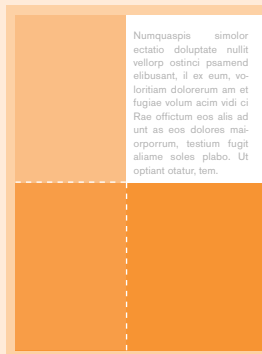 Numquaspis simolor
ectatio doluptate nullit
vellorp ostinci psamend
elibusant, il ex eum, vo-
loritiam dolorerum am et
fugiae volum acim vidi ci
Rae offictum eos alis ad
unt as eos dolores mai-
orporrum, testium fugit
aliame soles plabo. Ut
optiant otatur, tem.